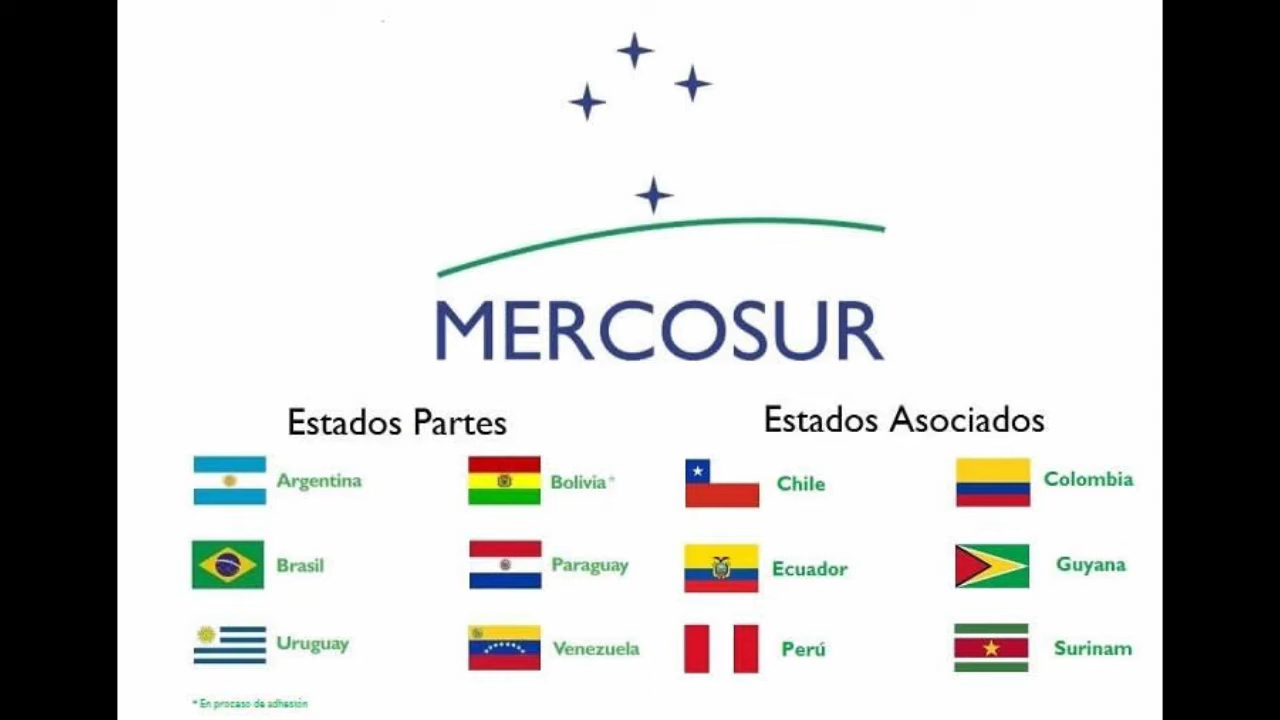 MERCOSUR
Estados Partes
Estados Asociados
Argentina
Bolivia*
Chile
Colombia
Brasil
Paraguay
Ecuador
Guyana
Uruguay
Venezuela
Perú
Surinam
* En proceso de adhesión